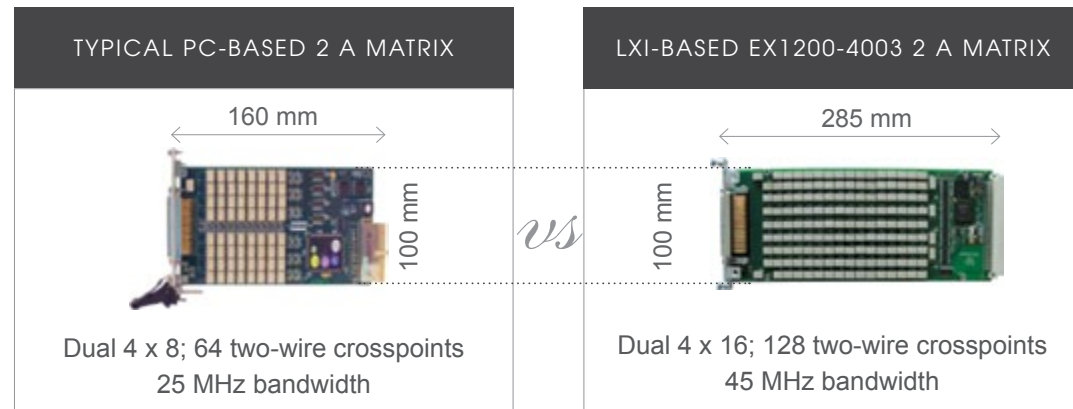 TYPICAL PC-BASED 2 A MATRIX
160 mm
100 mm
Dual 4 x 8; 64 two-wire crosspoints
25 MHz bandwidth
vs
LXI-BASED EX1200-4003 2 A MATRIX
285 mm
100 mm
Dual 4 x 16; 128 two-wire crosspoints
45 MHz bandwidth